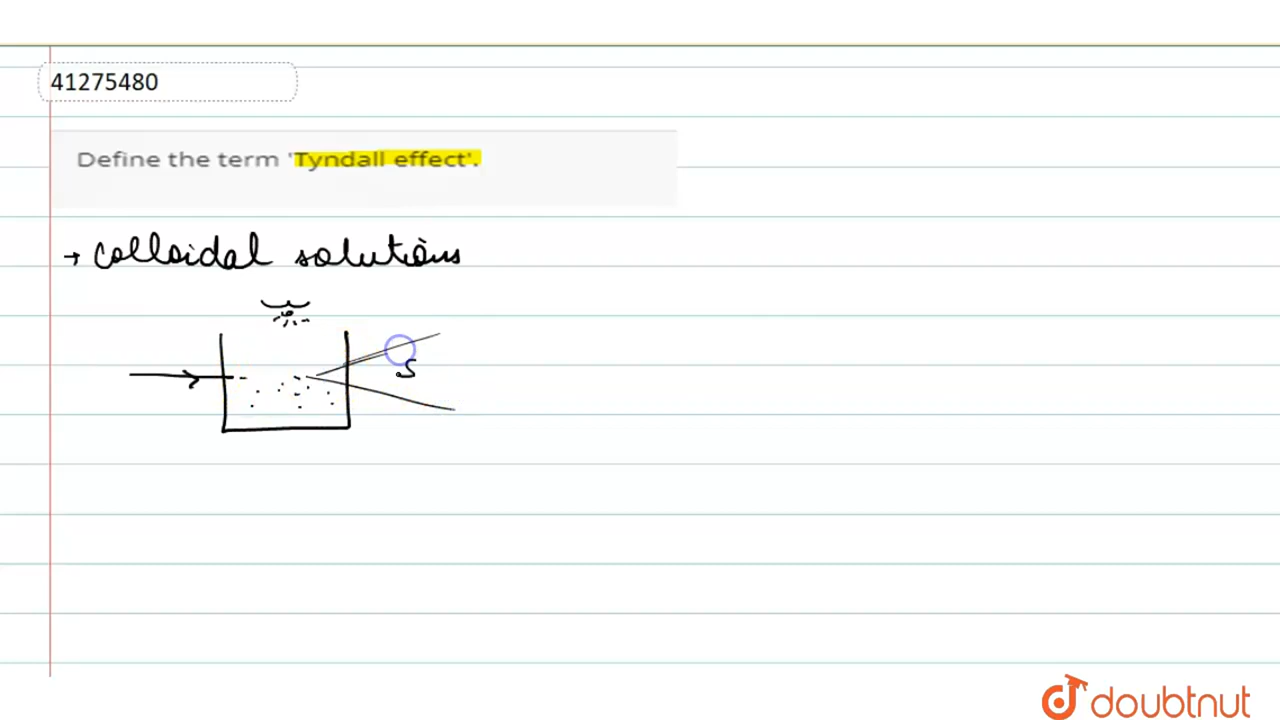 41275480
Define the term 'Tyndall effect'.
→ colloidal solutions
S
doubtnut